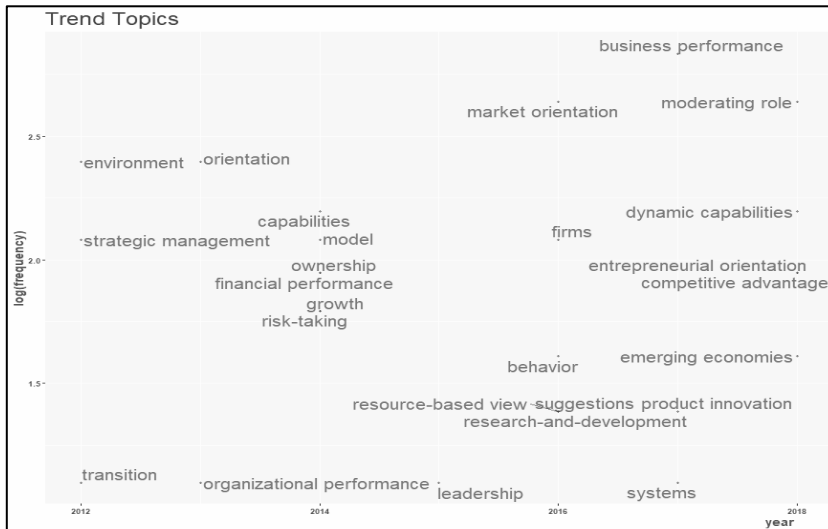 Trend Topics
business performance
moderating role
market orientation
2.5
environment
orientation
capabilities
dynamic capabilities
firms
strategic management
model
2.0
ownership
entrepreneurial orientation
financial performance
competitive advantage
growth
risk-taking
behavior
emerging economies
1.5
resource-based view
suggestions
product innovation
research-and-development
transition
organizational performance
leadership
systems
log(frequency)
2012
2014
2016
2018
year